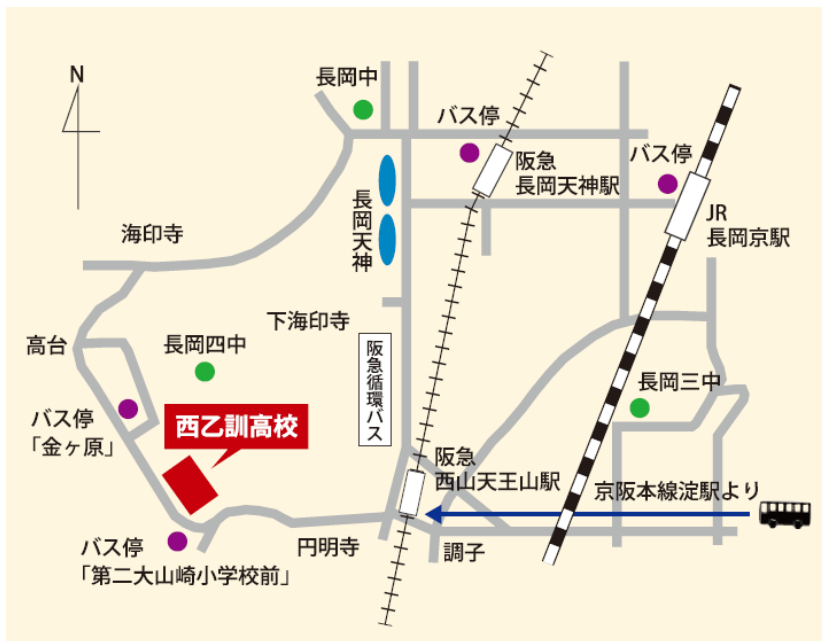 N
長岡中
バス停
阪急
長岡天神駅
バス停
JR
長岡京駅
長岡天神
海印寺
下海印寺
高台
長岡四中
阪急循環バス
長岡三中
バス停
「金ヶ原」
西乙訓高校
阪急
西山天王山駅
京阪本線淀駅より
バス停
「第二大山崎小学校前」
円明寺
調子